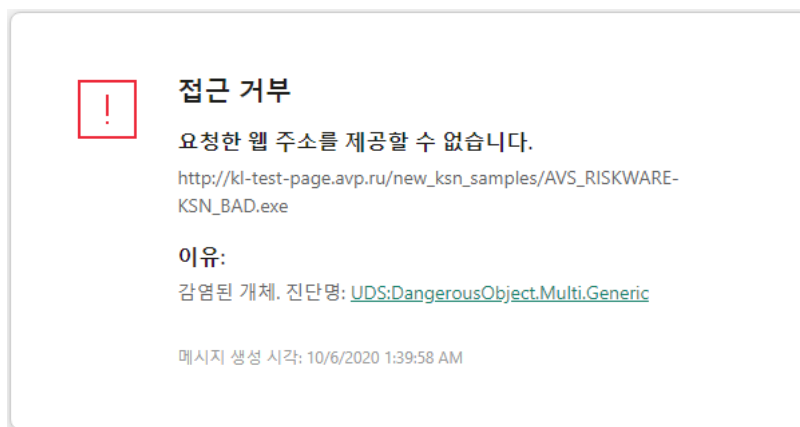 접근 거부
요청한 웹 주소를 제공할 수 없습니다.
http://kl-test-page.avp.ru/new_ksn_samples/AVS_RISKWARE-
KSN_BAD.exe
이유:
감염된 개체. 진단명: UDS:DangerousObject.Multi.Generic
메시지 생성 시각: 10/6/2020 1:39:58 AM